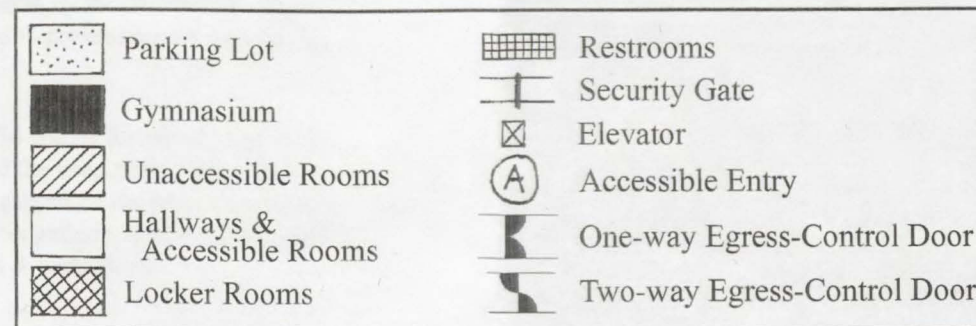 Parking Lot
Gymnasium
Unaccessible Rooms
Hallways &
Accessible Rooms
Locker Rooms
Restrooms
Security Gate
Elevator
A
Accessible Entry
One-way Egress-Control Door
Two-way Egress-Control Door